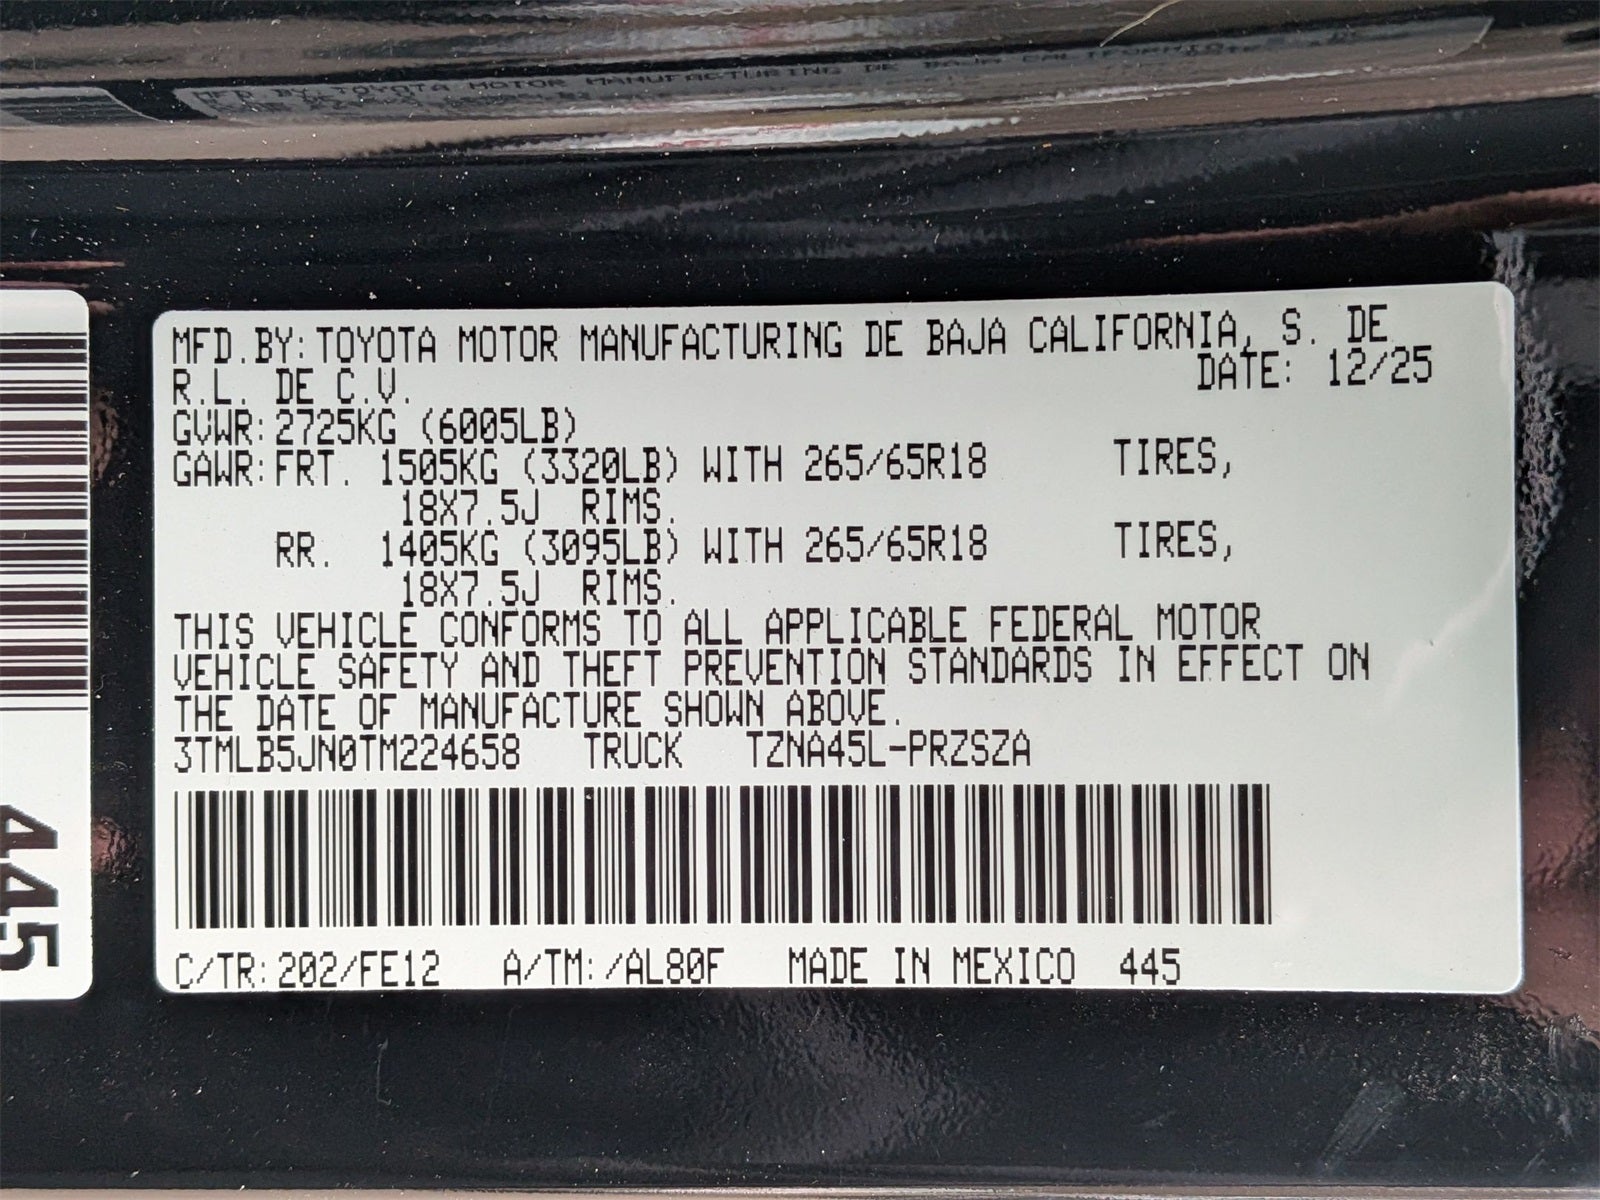 MFD.BY:TOYOTA MOTOR MANUFACTURING DE BAJA CALIFORNIA, S. DE
R.L. DE C.V. DATE: 12/25
GVWR:2725KG (6005LB)
GAWR:FRT. 1505KG (3320LB) WITH 265/65R18 TIRES,
18X7.5J RIMS.
RR. 1405KG (3095LB) WITH 265/65R18 TIRES,
18X7.5J RIMS.
THIS VEHICLE CONFORMS TO ALL APPLICABLE FEDERAL MOTOR
VEHICLE SAFETY AND THEFT PREVENTION STANDARDS IN EFFECT ON
THE DATE OF MANUFACTURE SHOWN ABOVE.
3TMLB5JN0TM224658 TRUCK TZNA45L-PRZSZA
C/TR:202/FE12 A/TM:/AL80F MADE IN MEXICO 445
445